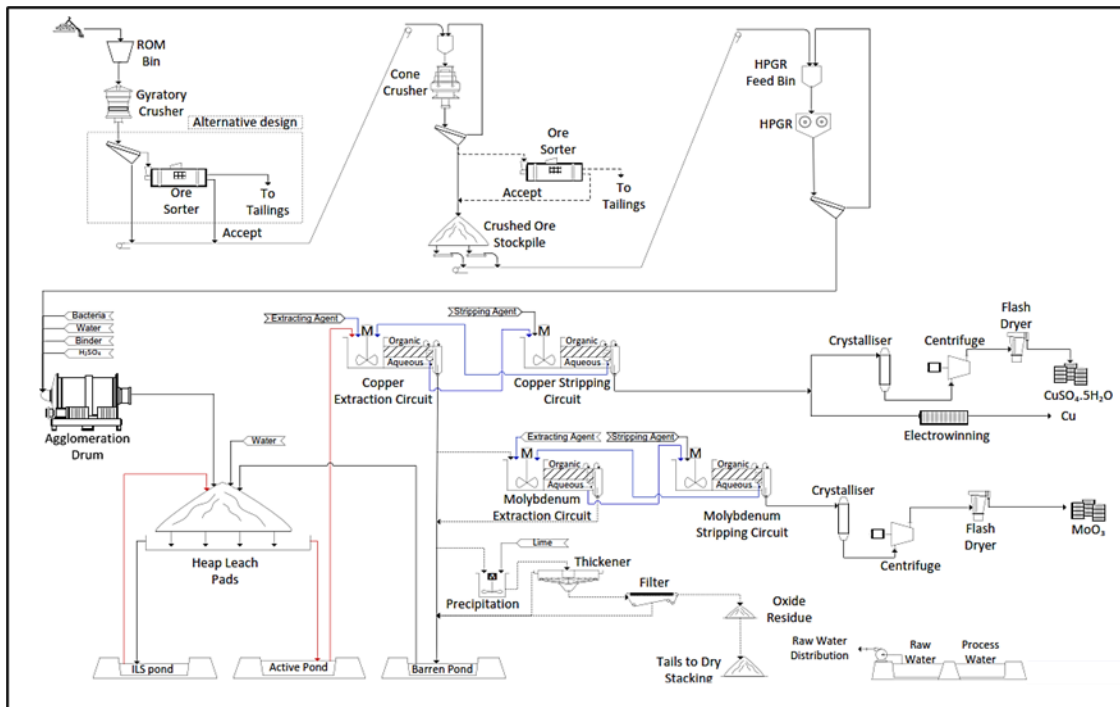 ROM
Bin
Gyratory
Crusher
Alternative design
Ore
Sorter
To
Tailings
Accept
Cone
Crusher
Ore
Sorter
Accept
To
Tailings
Crushed Ore
Stockpile
HPGR
Feed Bin
HPGR
Bacteria
Water
Binder
H₂SO₄
Agglomeration
Drum
Water
Heap Leach
Pads
ILS pond
Active Pond
Barren Pond
Extracting Agent
M
Organic
Aqueous
Copper
Extraction Circuit
Stripping Agent
M
Organic
Aqueous
Copper Stripping
Circuit
Crystalliser
Centrifuge
Flash
Dryer
CuSO₄.5H₂O
Cu
Electrowinning
Extracting Agent
M
Organic
Aqueous
Molybdenum
Extraction Circuit
Stripping Agent
M
Organic
Aqueous
Molybdenum
Stripping Circuit
Crystalliser
Centrifuge
Flash
Dryer
MoO₃
Lime
Precipitation
Thickener
Filter
Oxide
Residue
Tails to Dry
Stacking
Raw Water
Distribution
Raw
Water
Process
Water